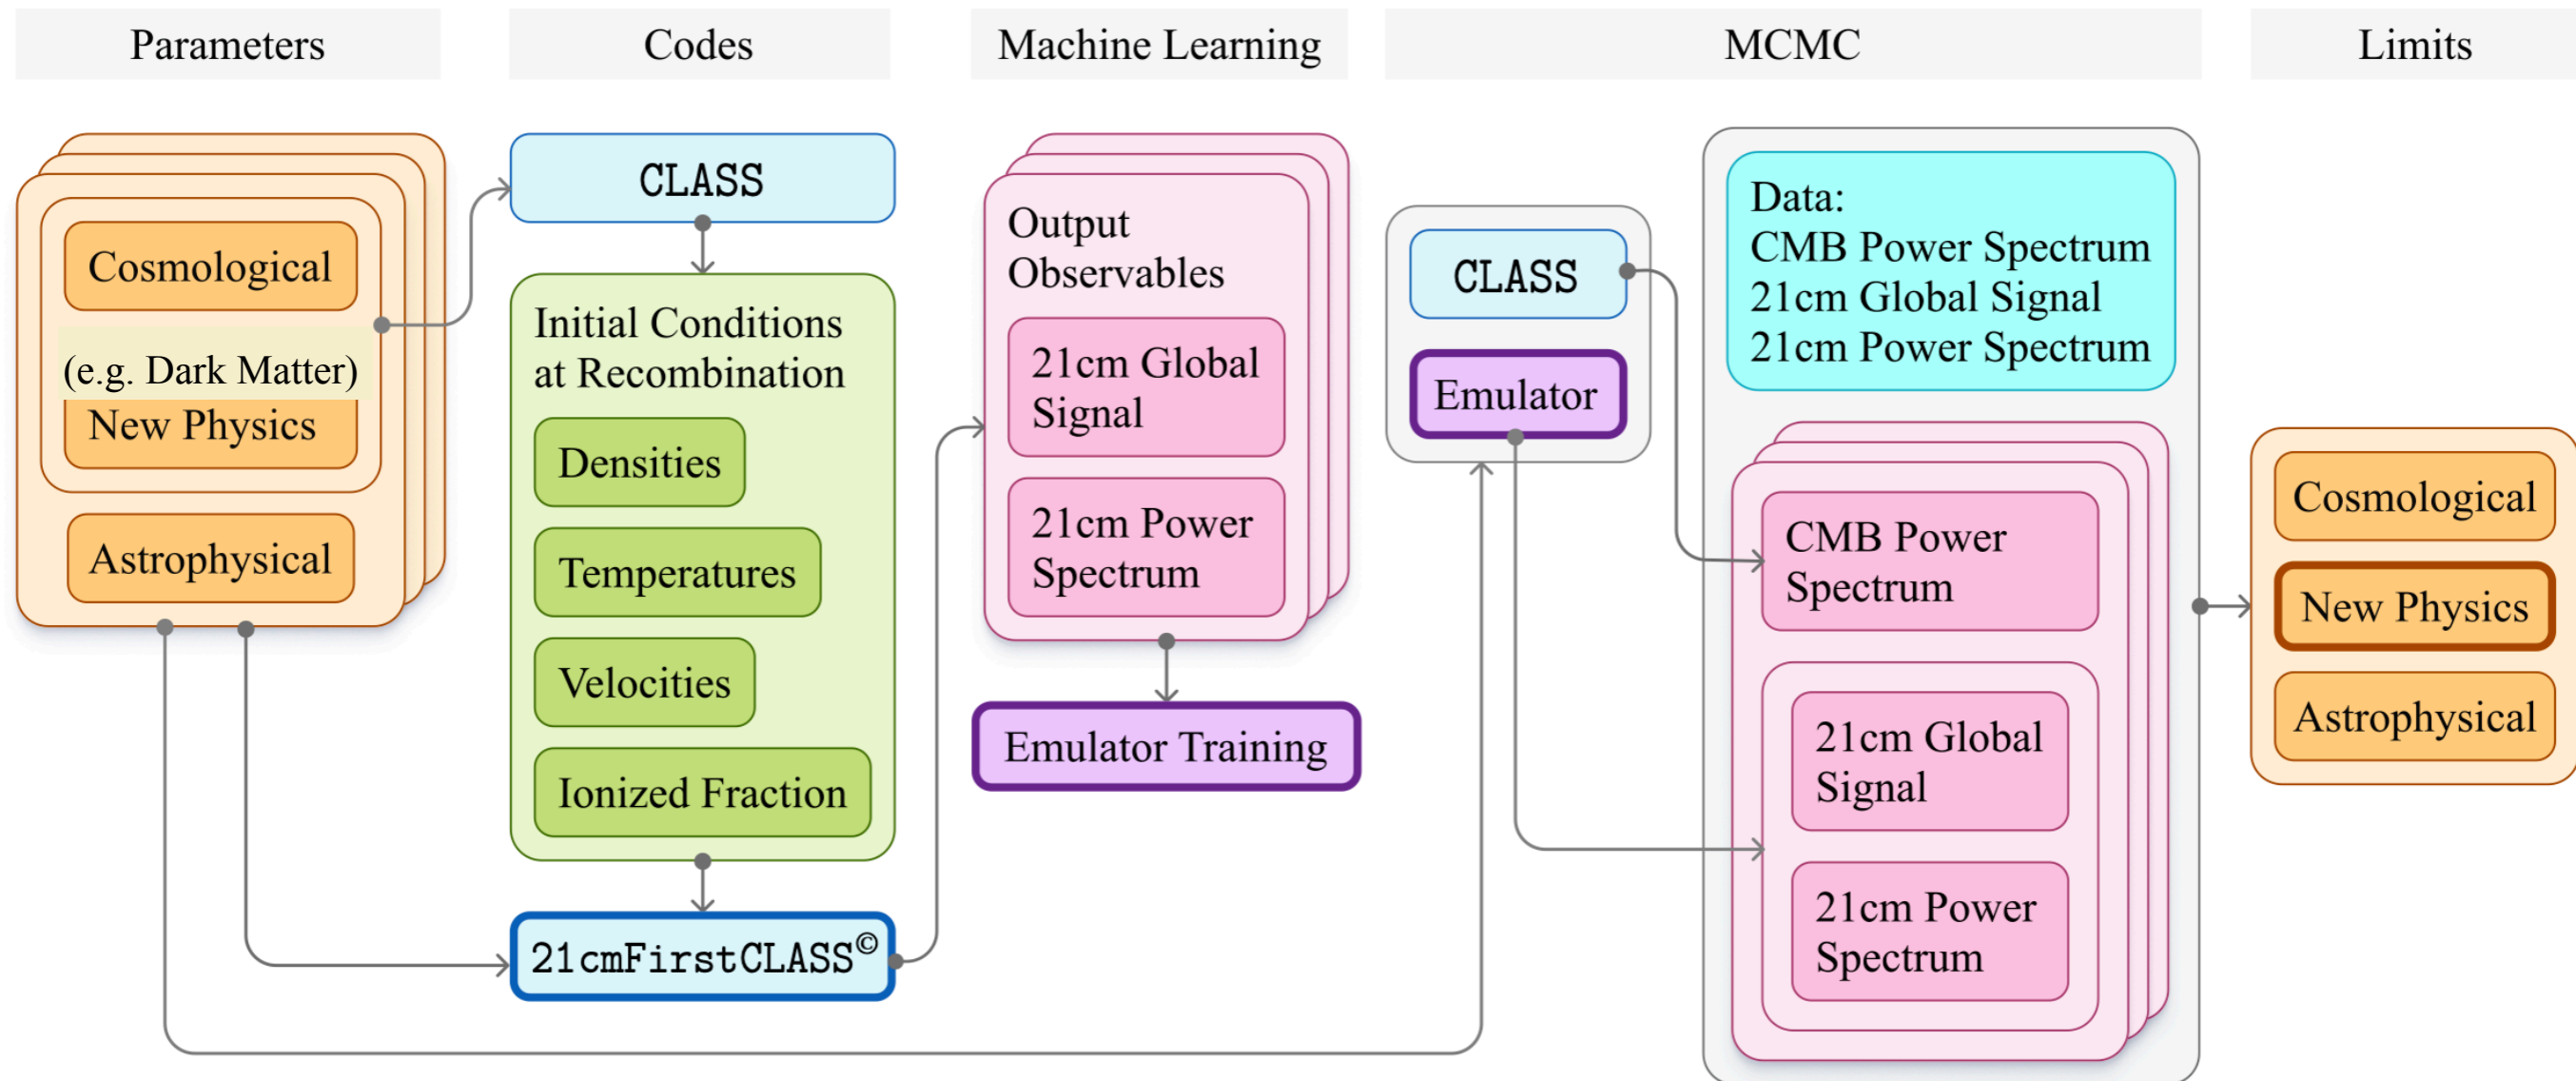 Parameters
Codes
Machine Learning
MCMC
Limits
Cosmological
(e.g. Dark Matter)
New Physics
Astrophysical
CLASS
Initial Conditions
at Recombination
Densities
Temperatures
Velocities
Ionized Fraction
21cmFirstCLASS©
Output
Observables
21cm Global
Signal
21cm Power
Spectrum
Emulator Training
CLASS
Emulator
Data:
CMB Power Spectrum
21cm Global Signal
21cm Power Spectrum
CMB Power
Spectrum
21cm Global
Signal
21cm Power
Spectrum
Cosmological
New Physics
Astrophysical